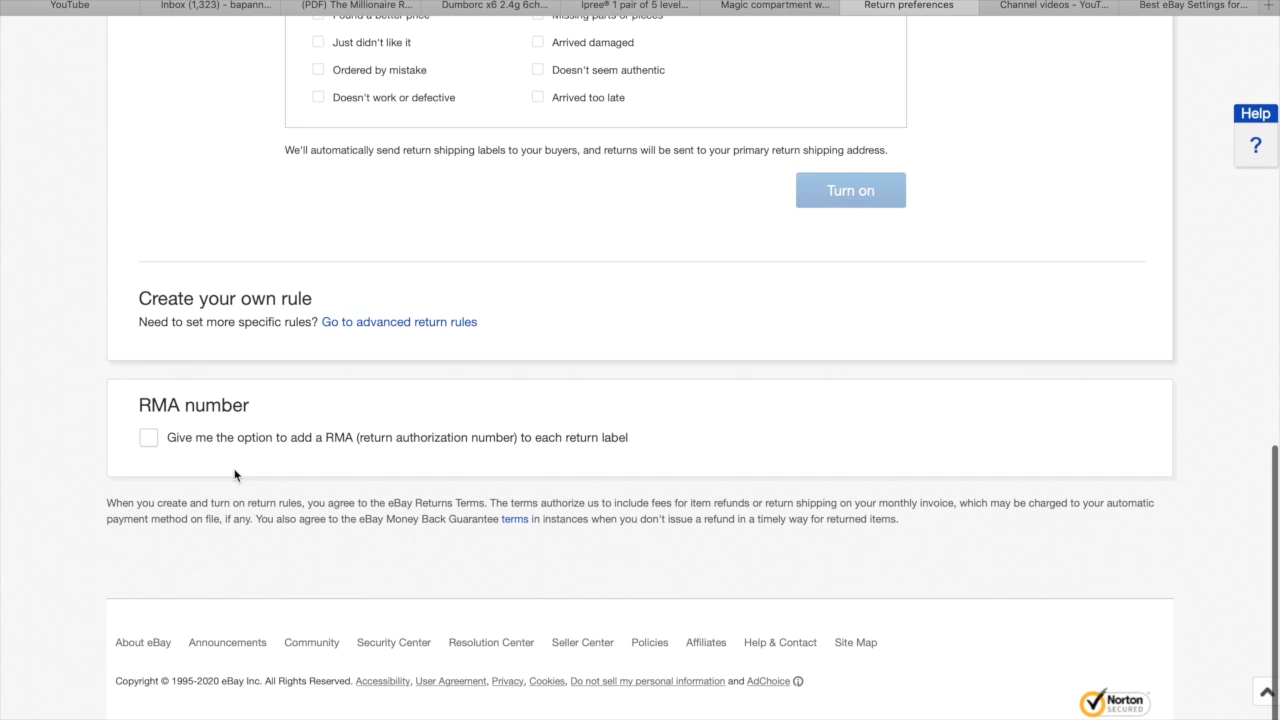 YouTube
Inbox (1,323) – bapann...
(PDF) The Millionaire R...
Dumborc x6 2.4g 6ch...
Ipree® 1 pair of 5 level...
Magic compartment w...
Return preferences
Channel videos – YouT...
Best eBay Settings for...
Found a better price
Missing parts or pieces
Just didn't like it
Arrived damaged
Ordered by mistake
Doesn't seem authentic
Doesn't work or defective
Arrived too late
We'll automatically send return shipping labels to your buyers, and returns will be sent to your primary return shipping address.
Turn on
Help
?
Create your own rule
Need to set more specific rules? Go to advanced return rules
RMA number
Give me the option to add a RMA (return authorization number) to each return label
When you create and turn on return rules, you agree to the eBay Returns Terms. The terms authorize us to include fees for item refunds or return shipping on your monthly invoice, which may be charged to your automatic
payment method on file, if any. You also agree to the eBay Money Back Guarantee terms in instances when you don't issue a refund in a timely way for returned items.
About eBay Announcements Community Security Center Resolution Center Seller Center Policies Affiliates Help & Contact Site Map
Copyright © 1995-2020 eBay Inc. All Rights Reserved. Accessibility, User Agreement, Privacy, Cookies, Do not sell my personal information and AdChoice
Norton
SECURED